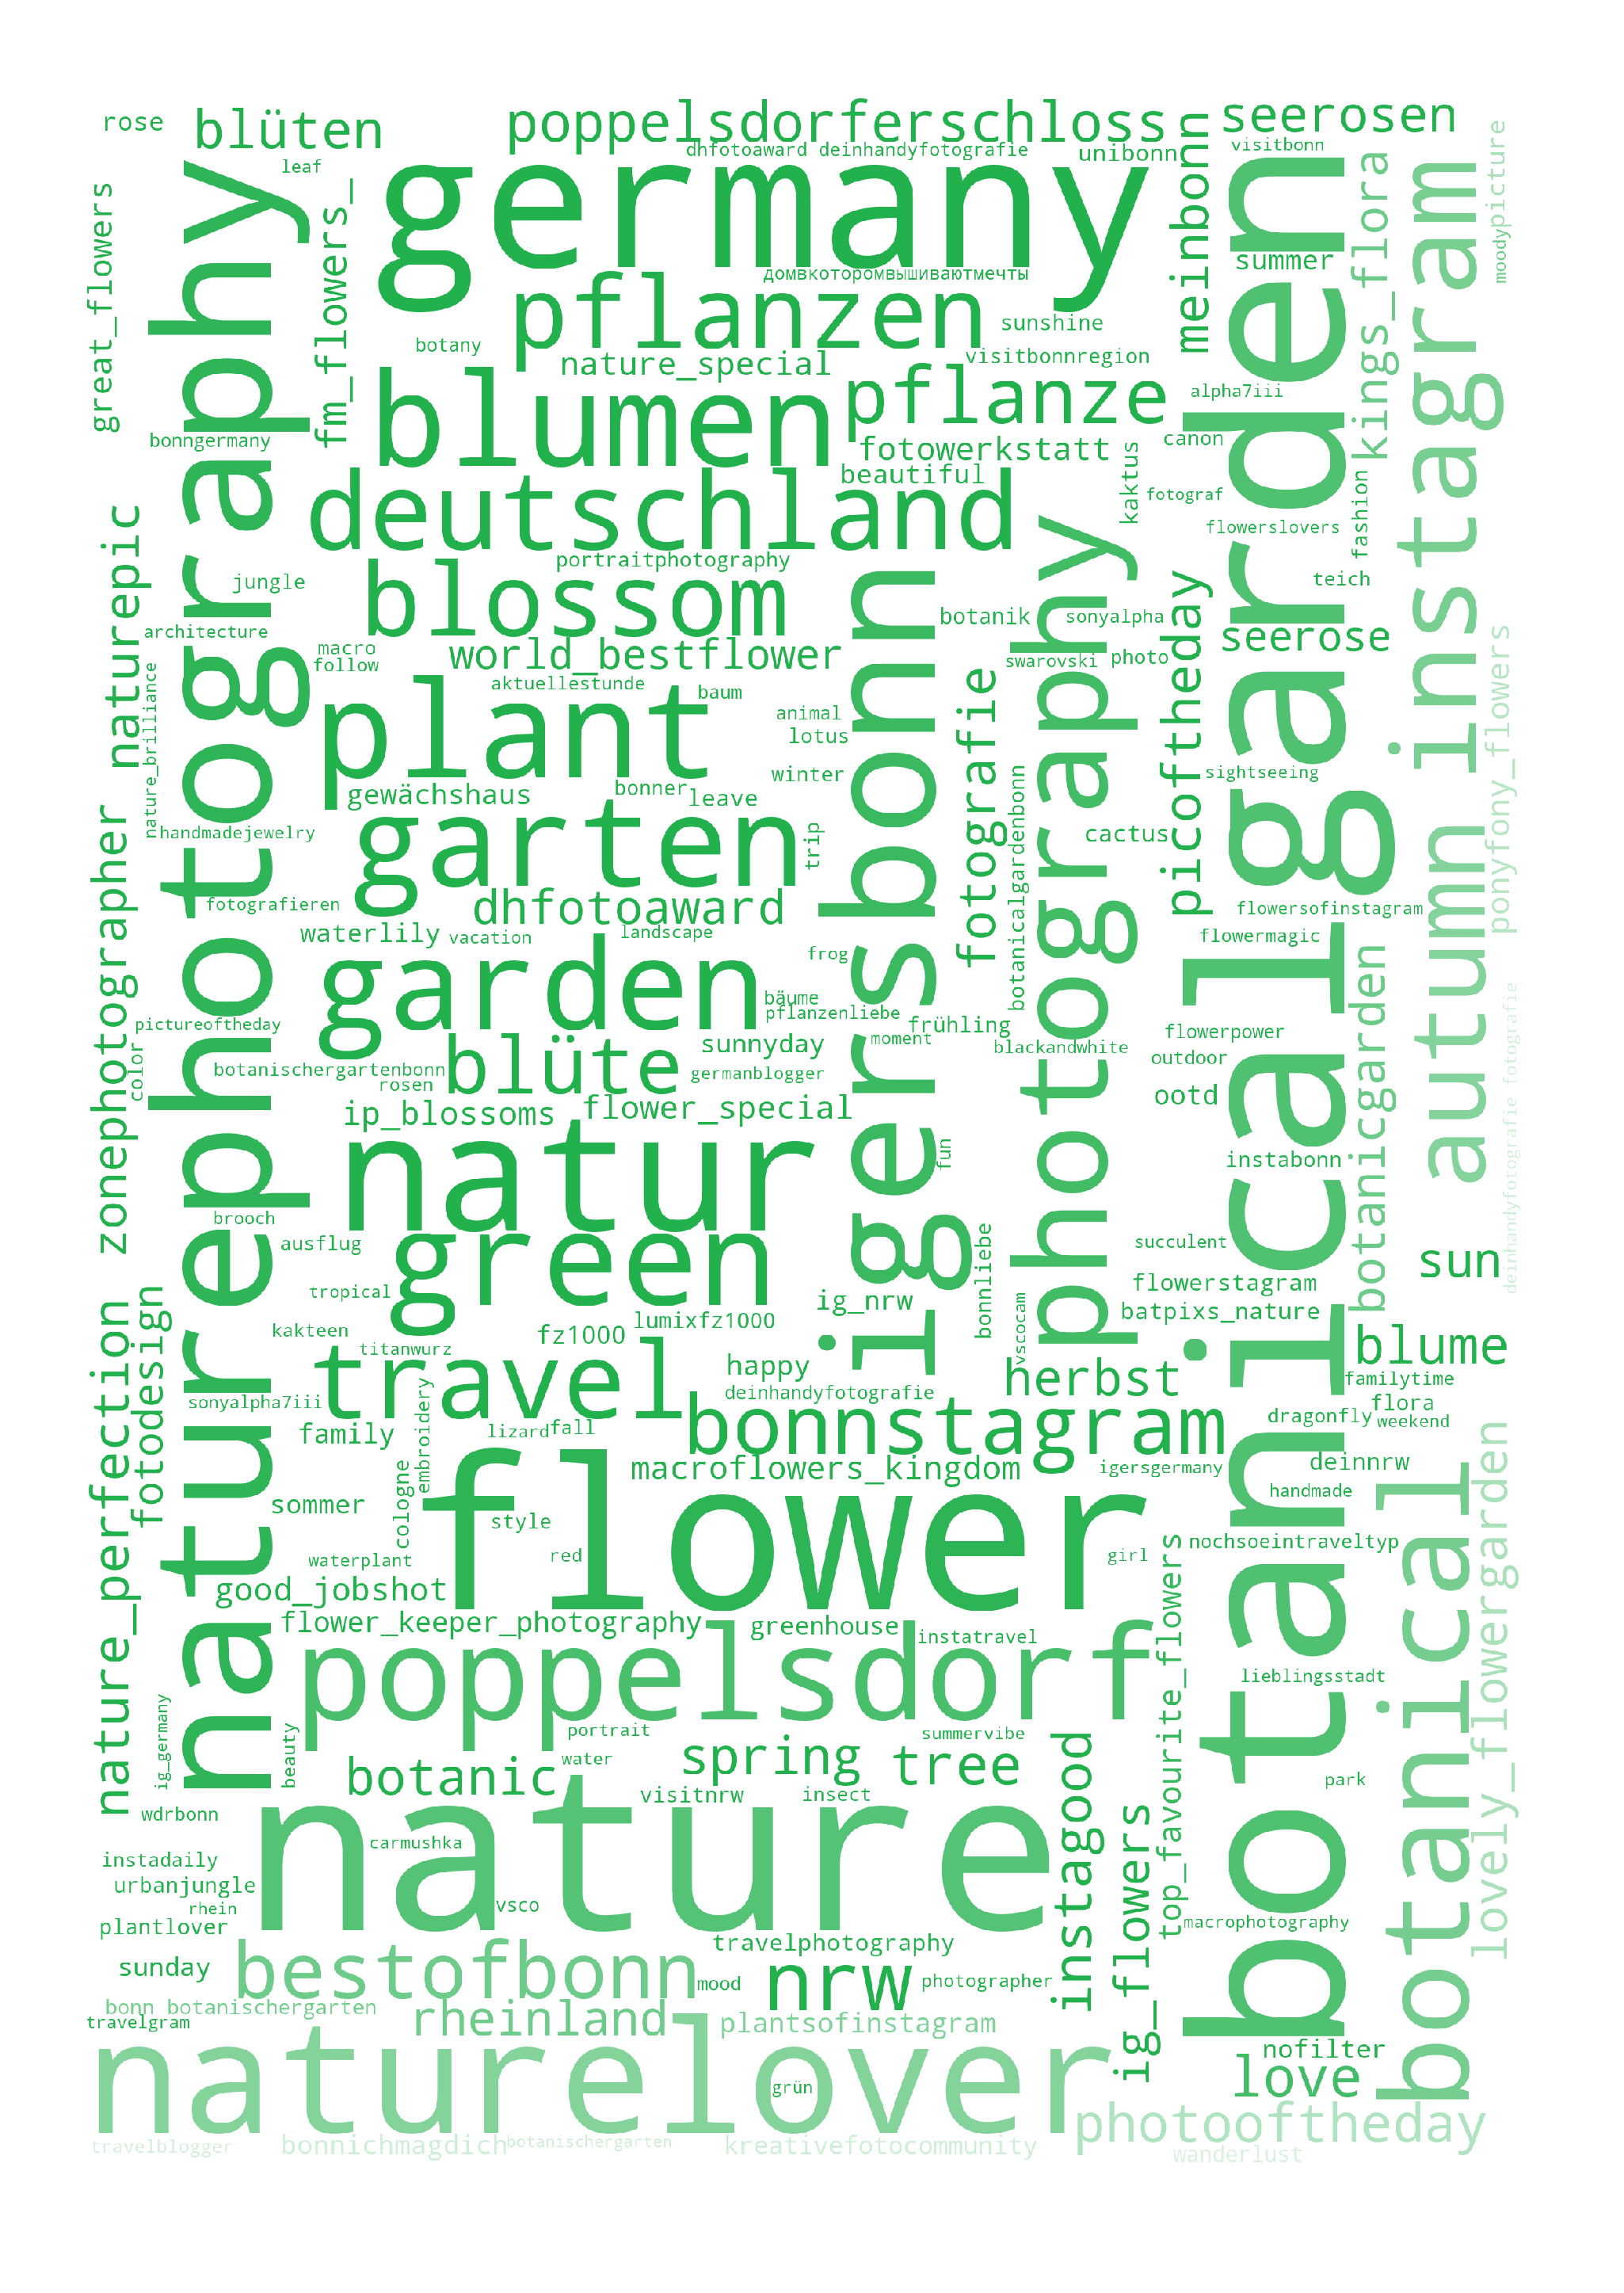 rose
blüten
poppelsdorferschloss
seerosen
leaf
dhfotoaward deinhandyfotografie
unibonn
visitbonn
great_flowers
naturephotography
fm_flowers_
germany
meinbonn
botanicalgarden
kings_flora
autumn instagram
moody
picture
summer
домвкоторомвышиваютмечты
pflanzen
sunshine
botany
nature_special
visitbonnregion
blumen
pflanze
alpha7iii
bonngermany
fotowerkstatt
canon
beautiful
kaktus
fotograf
fashion
deutschland
flowerslovers
naturepic
portraitphotography
jungle
blossom
igersbonn
photography
picoftheday
teich
architecture
botanik
sonyalpha
seerose
macro
follow
world_bestflower
swarovski
photo
ponyflony_flowers
nature_brilliance
aktuellestunde
baum
plant
animal
lotus
fotografie
winter
sightseeing
gewächshaus
bonner
leave
botanicalgardenbonn
zonephotographer
handmadejewelry
garten
trip
cactus
fotografieren
dhfotoaward
flowersofinstagram
waterlily
vacation
landscape
flowermagic
frog
garden
botanicgarden
bäume
pflanzenliebe
deinhandyfotografie fotografie
pictureoftheday
frühling
flowerpower
color
blüte
sunnyday
moment
blackandwhite
outdoor
botanischergartenbonn
germanblogger
rosen
ootd
ip_blossoms
flower_special
natur
fun
instabonn
brooch
ausflug
green
bonnliebe
succulent
sun
tropical
ig_nrw
flowerstagram
nature_perfection
fotodesign
kakteen
fz1000
lumixfz1000
vscocam
batpixs_nature
titanwurz
travel
happy
herbst
blume
sonyalpha7iii
embroidery
deinhandyfotografie
familytime
flora
family
lizard
fall
bonnstagram
dragonfly
weekend
lovely_flowergarden
cologne
flower
macroflowers_kingdom
igersgermany
deinnrw
botanical
sommer
handmade
style
waterplant
red
girl
nochsoeintraveltyp
good_jobshot
top_favourite_flowers
flower_keeper_photography
greenhouse
instatravel
poppelsdorf
lieblingsstadt
ig_germany
beauty
portrait
summervibe
instagood
botanic
water
spring
tree
park
visitnrw
insect
wdrbonn
nature
ig_flowers
carmushka
instadaily
urbanjungle
vsco
rhein
plantlover
macrophotography
travelphotography
sunday
bestofbonn
mood
nrw
photographer
bonn botanischergarten
travelgram
rheinland
plantsofinstagram
nofilter
naturelover
grün
love
photooftheday
travelblogger
bonnichmagdich
botanischergarten
kreativefotocommunity
wanderlust